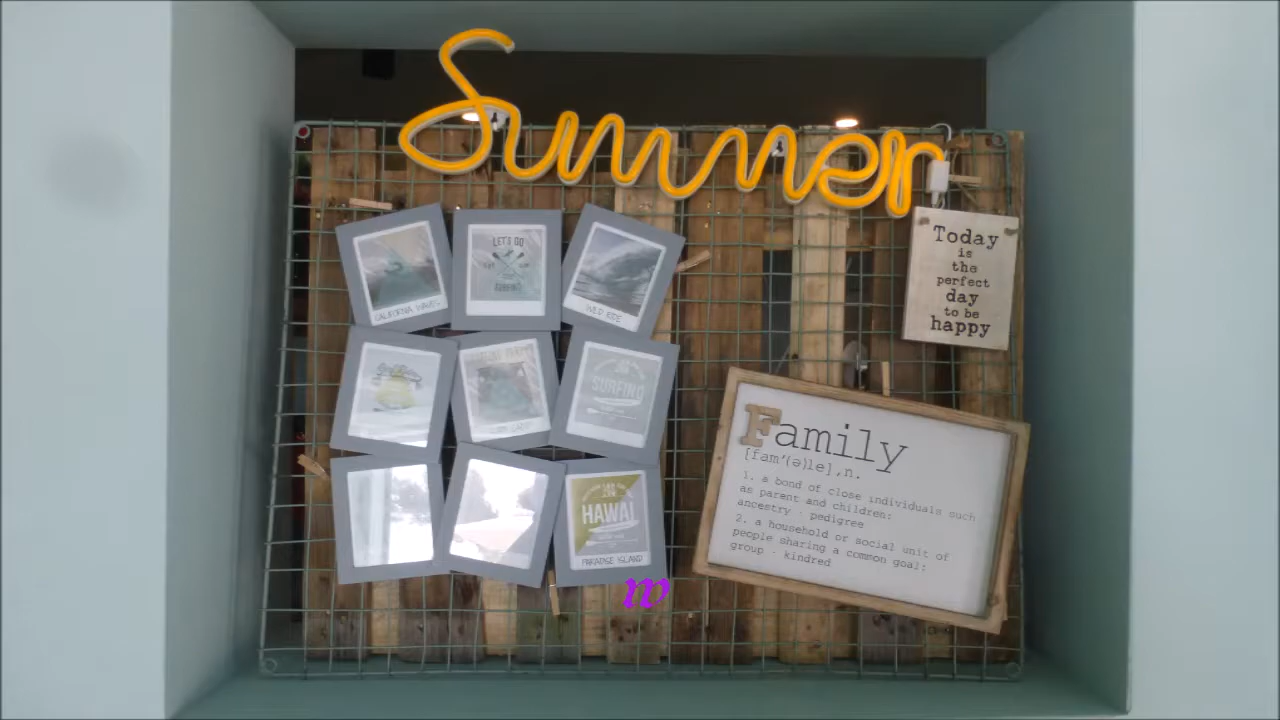 Summer
CALIFORNIA WAVES
LET'S GO
SURFING
WILD RIDE
SURFING
HAWAI
PARADISE ISLAND
Today
is
the
perfect
day
to be
happy
Family
[fam'(ə)le],n.
1. a bond of close individuals such
as parent and children:
ancestry · pedigree
2. a household or social unit of
people sharing a common goal:
group · kindred
w